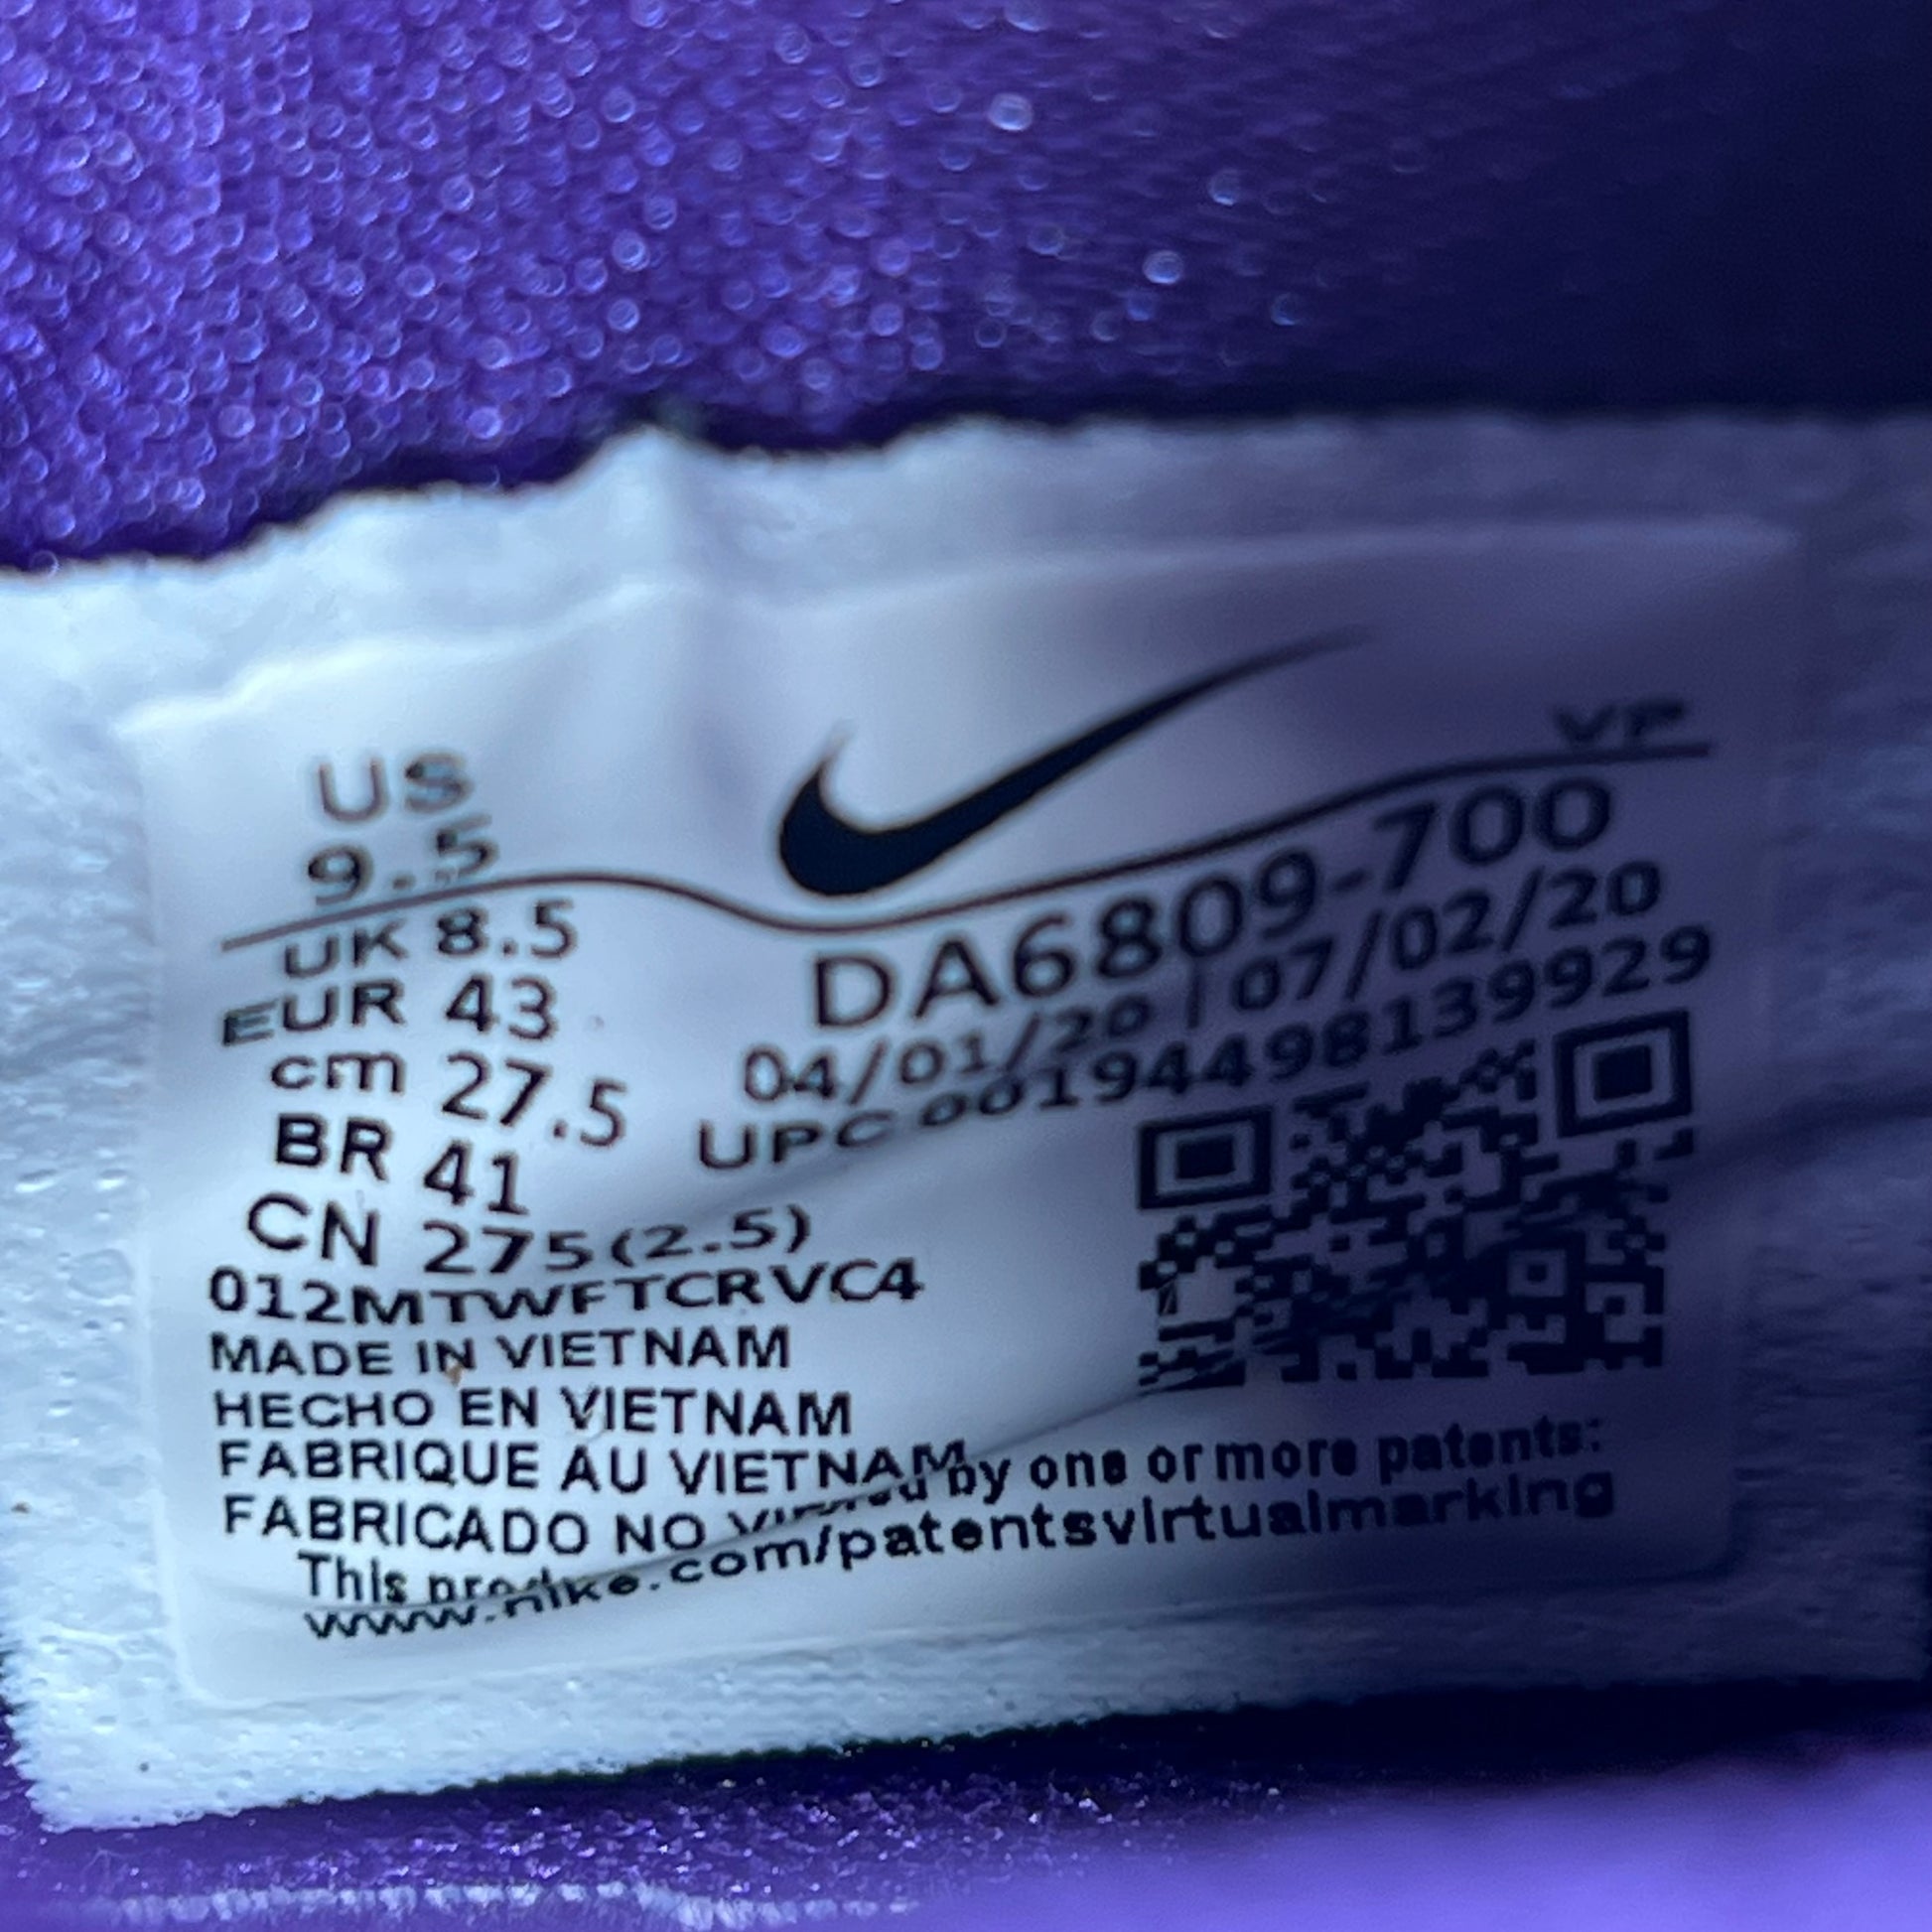 US
9.5
UK 8.5
EUR 43
cm 27.5
BR 41
CN 275(2.5)
012MTWFTCRVC4
MADE IN VIETNAM
HECHO EN VIETNAM
FABRIQUE AU VIETNAM
FABRICADO NO
This by one or more patents:
www.nike.com/patentsvirtualmarking
VP
DA6809-700
04/01/20 | 07/02/20
UPC 00194498139929